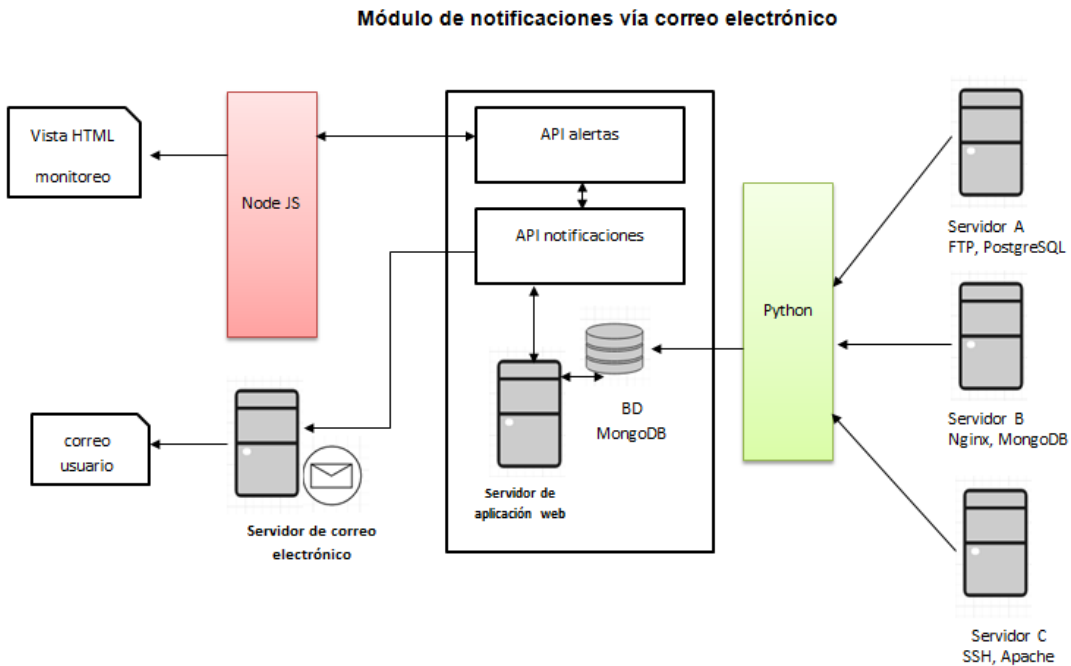 Módulo de notificaciones vía correo electrónico
Vista HTML
monitoreo
Node JS
API alertas
API notificaciones
Python
Servidor A
FTP, PostgreSQL
BD
MongoDB
Servidor B
Nginx, MongoDB
correo
usuario
Servidor de
aplicación web
Servidor de correo
electrónico
Servidor C
SSH, Apache